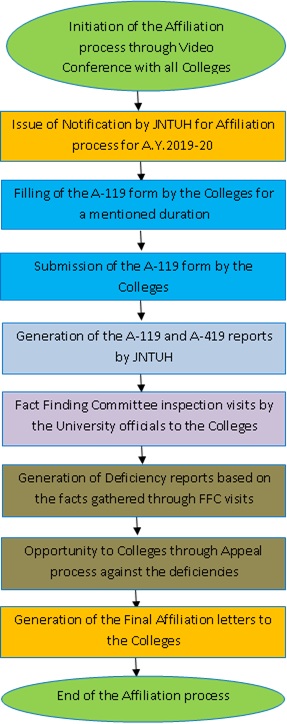 Initiation of the Affiliation
process through Video
Conference with all Colleges
Issue of Notification by JNTUH for Affiliation
process for A.Y.2019-20
Filling of the A-119 form by the Colleges for
a mentioned duration
Submission of the A-119 form by the
Colleges
Generation of the A-119 and A-419 reports
by JNTUH
Fact Finding Committee inspection visits by
the University officials to the Colleges
Generation of Deficiency reports based on
the facts gathered through FFC visits
Opportunity to Colleges through Appeal
process against the deficiencies
Generation of the Final Affiliation letters to
the Colleges
End of the Affiliation process